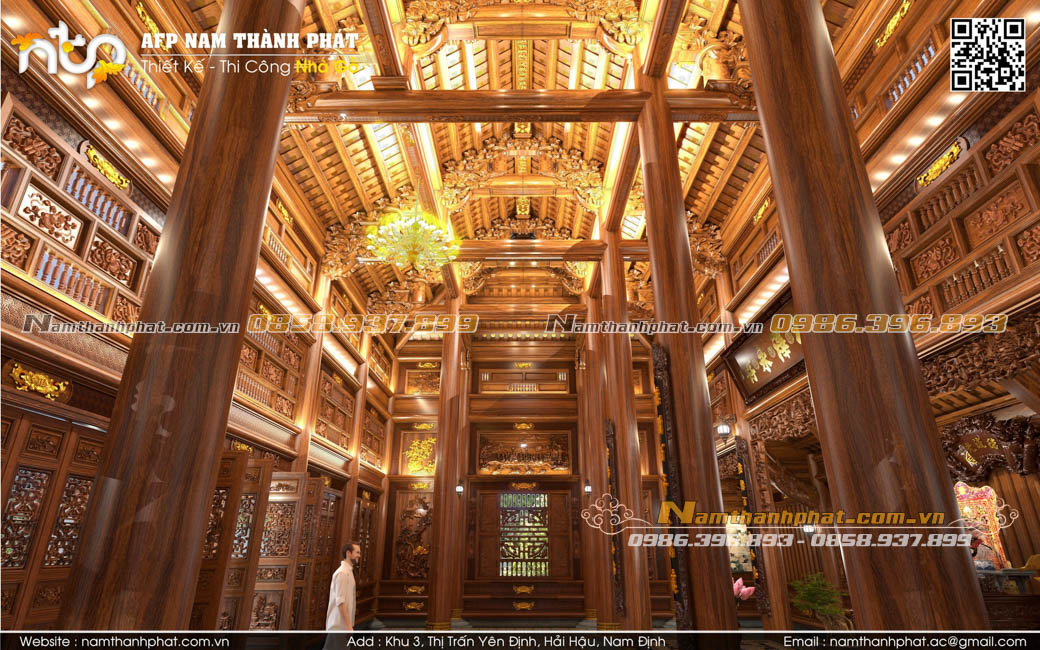 ntp
AFP NAM THÀNH PHÁT
Thiết Kế - Thi Công Nhà Gỗ
Namthanhphat.com.vn 0858.937.899
Namthanhphat.com.vn 0986.396.893
Namthanhphat.com.vn
0986.396.893 - 0858.937.899
Website : namthanhphat.com.vn
Add : Khu 3, Thị Trấn Yên Định, Hải Hậu, Nam Định
Email : namthanhphat.ac@gmail.com